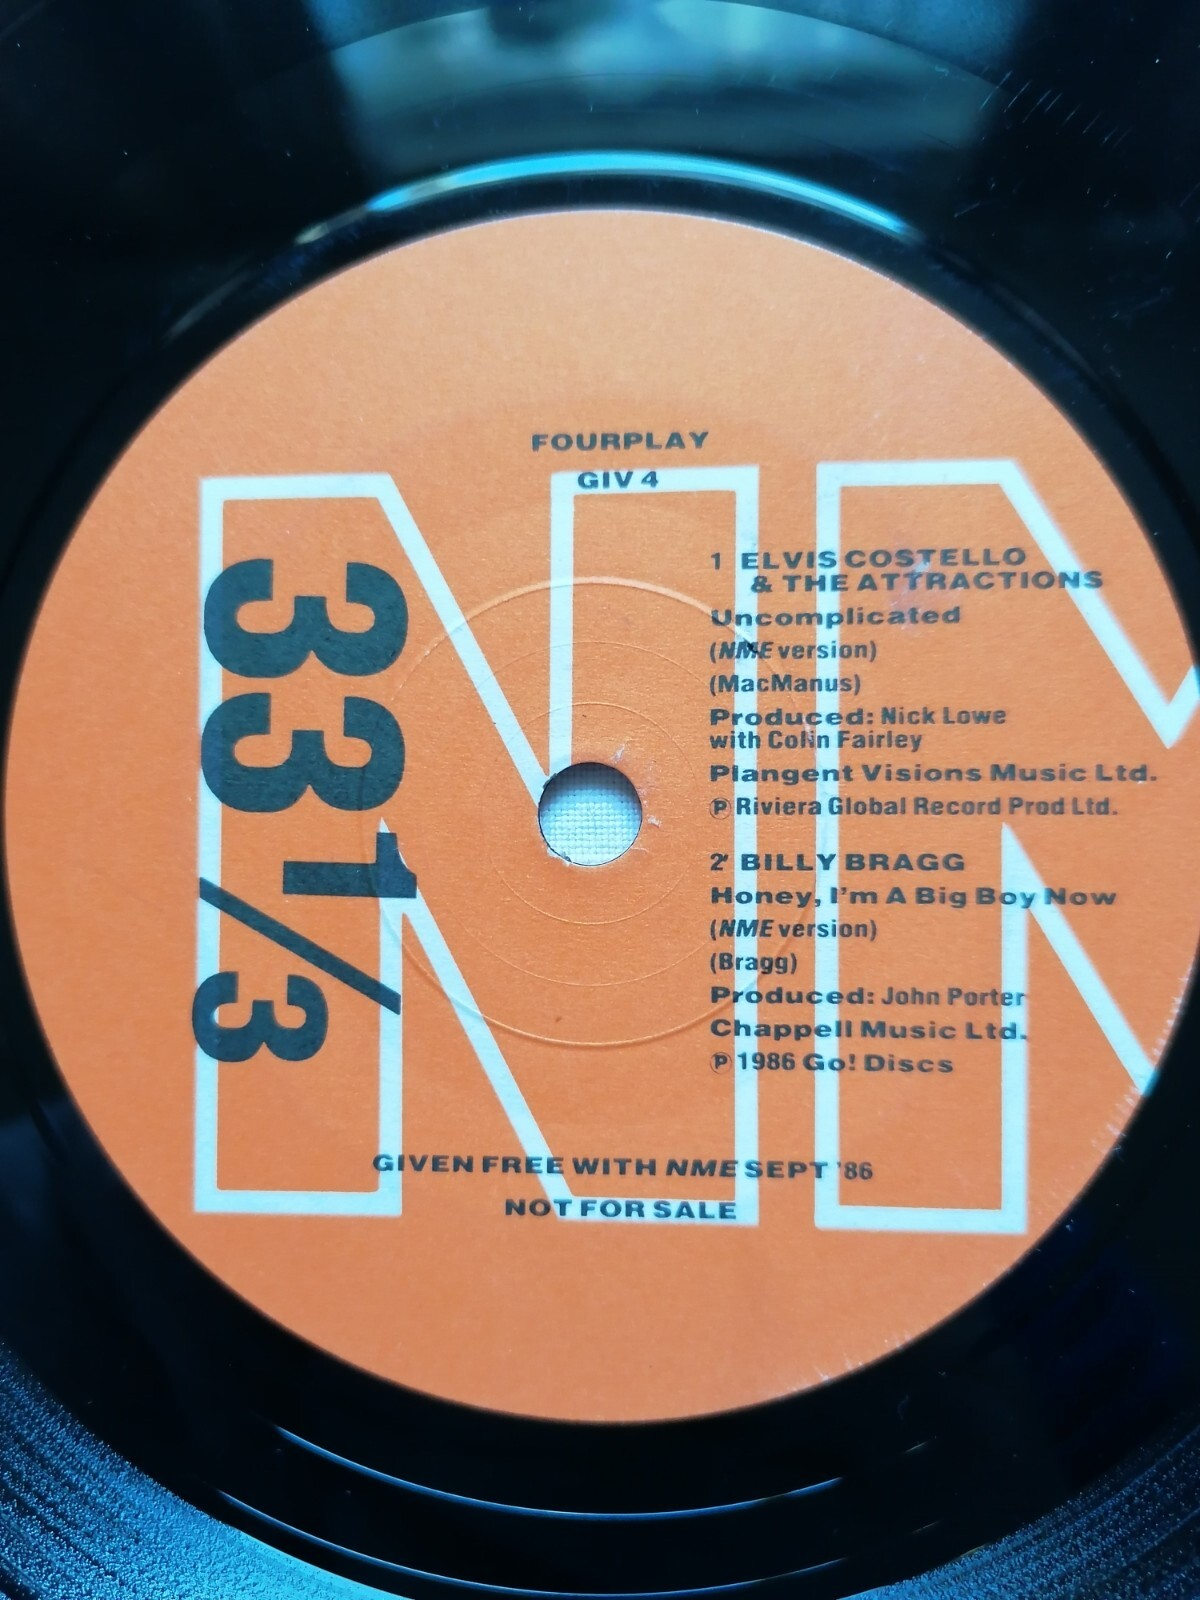 FOURPLAY
GIV 4
33 1/3
1 ELVIS COSTELLO
& THE ATTRACTIONS
Uncomplicated
(NME version)
(MacManus)
Produced: Nick Lowe
with Colin Fairley
Plangent Visions Music Ltd.
℗ Riviera Global Record Prod Ltd.
2 BILLY BRAGG
Honey, I'm A Big Boy Now
(NME version)
(Bragg)
Produced: John Porter
Chappell Music Ltd.
℗ 1986 Go! Discs
GIVEN FREE WITH NME SEPT '86
NOT FOR SALE